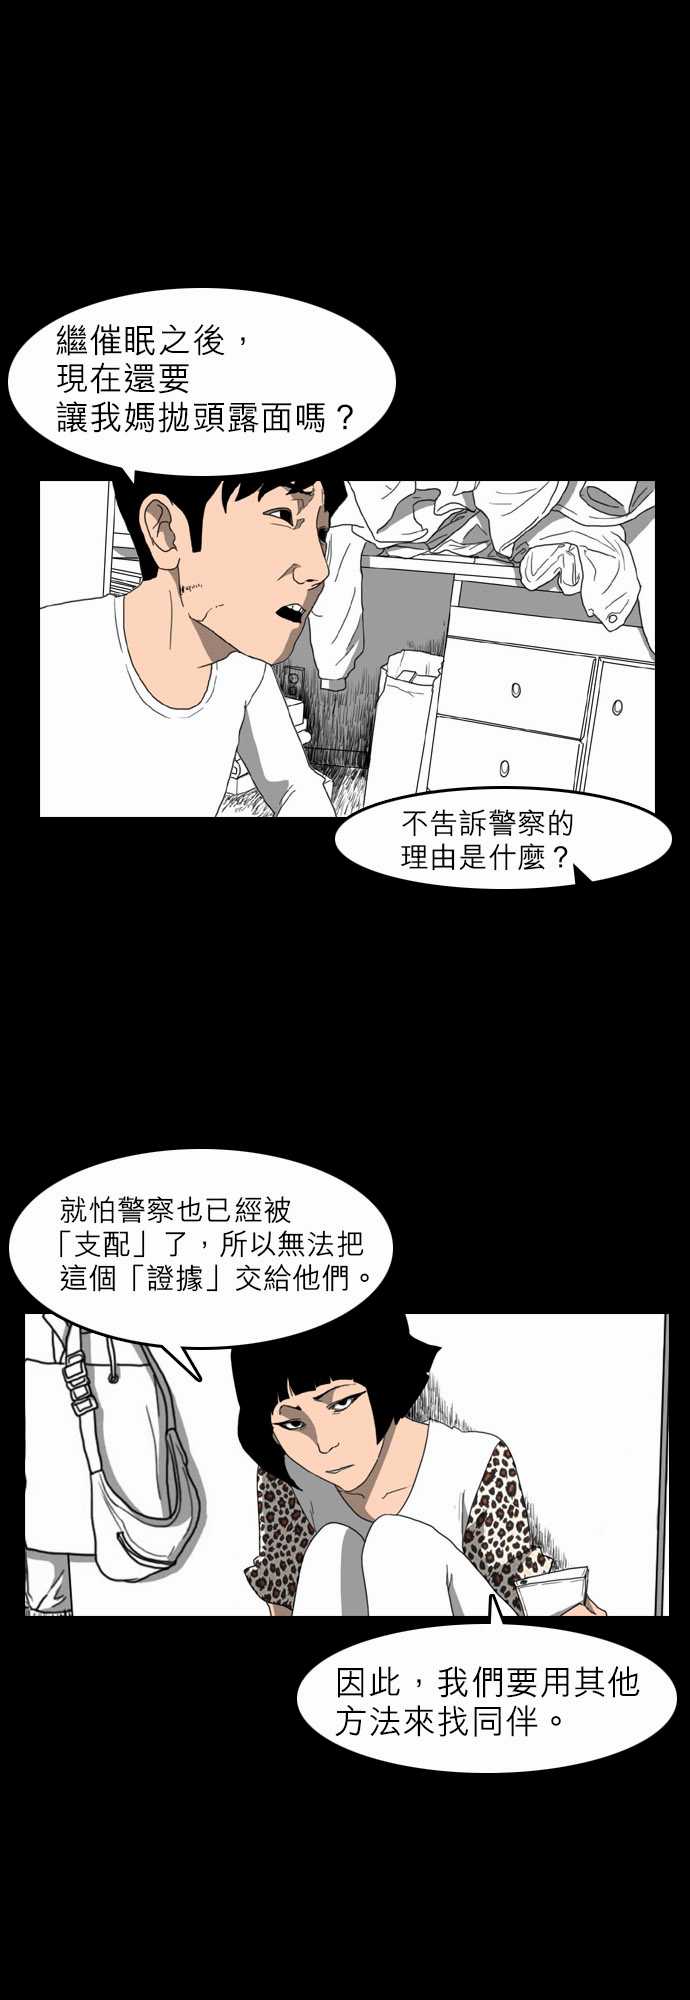 繼催眠之後，
現在還要
讓我媽拋頭露面嗎？
不告訴警察的
理由是什麼？
就怕警察也已經被
「支配」了，所以無法把
這個「證據」交給他們。
因此，我們要用其他
方法來找同伴。